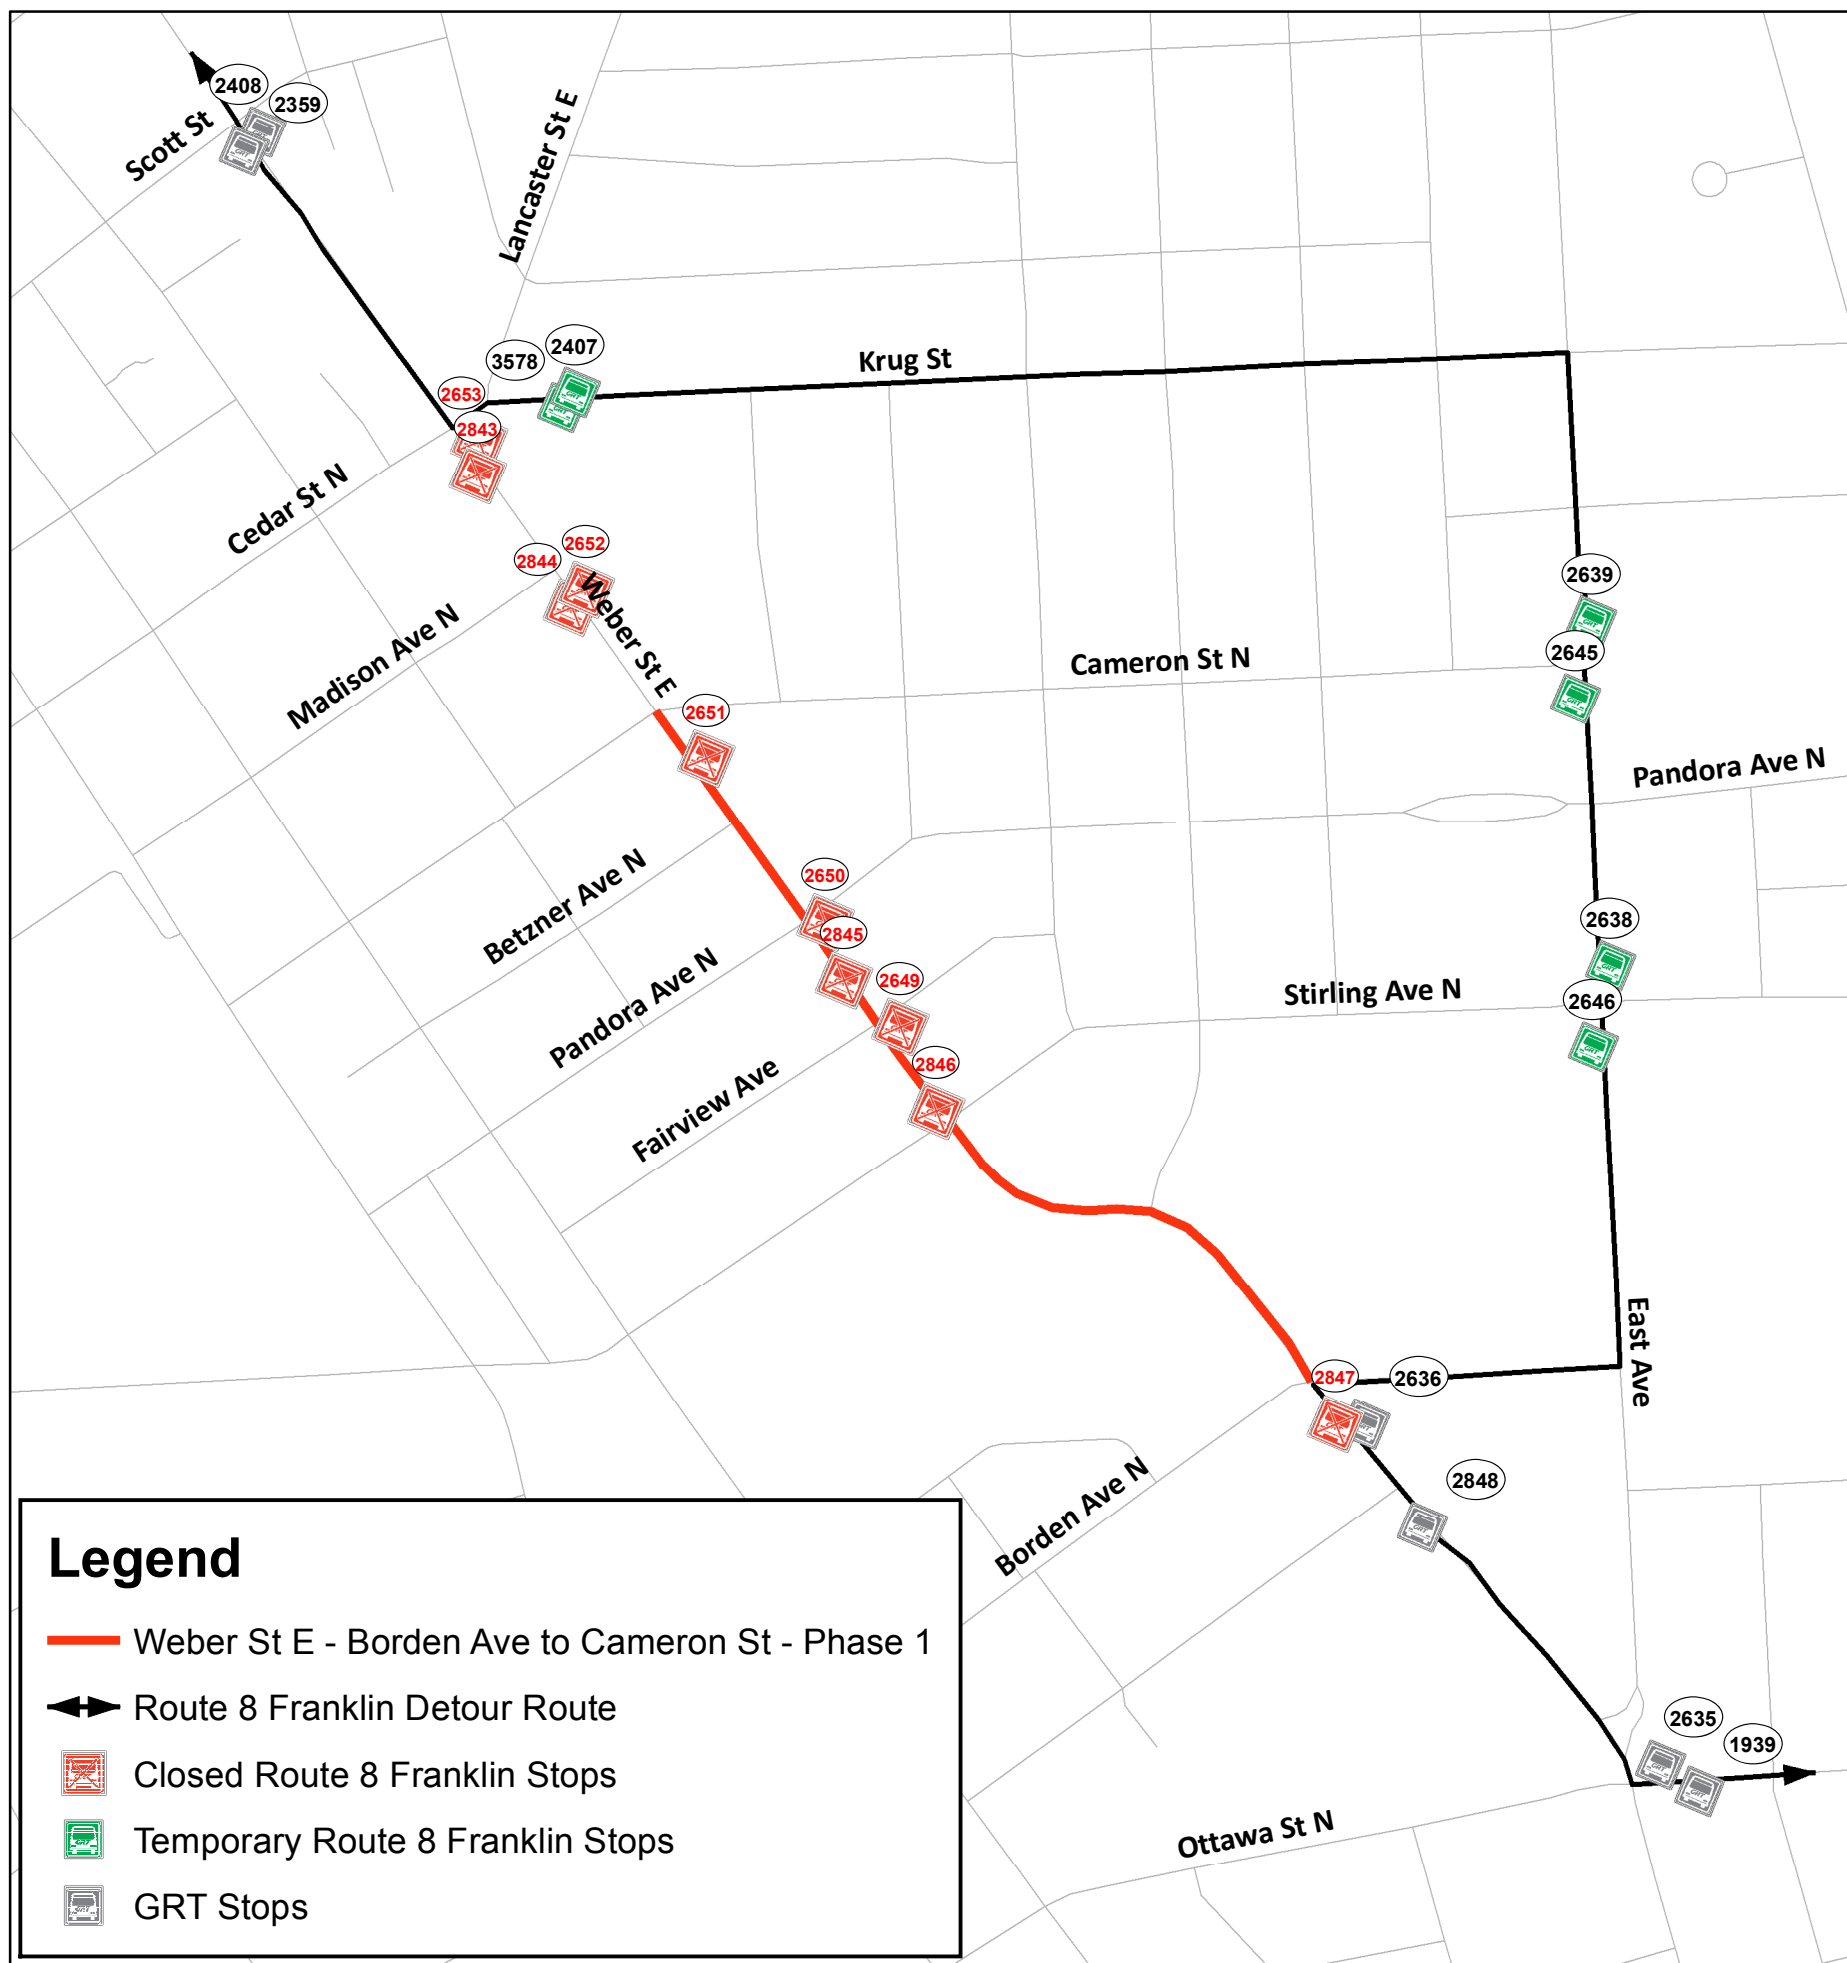 2408
2359
Scott St
Lancaster St E
2407
3578
Krug St
2653
2843
Cedar St N
2652
2844
Weber St E
Madison Ave N
2639
2645
Cameron St N
2651
Pandora Ave N
2650
2845
Betzner Ave N
2638
2649
Stirling Ave N
2646
Pandora Ave N
2846
Fairview Ave
East Ave
2847
2636
2848
Borden Ave N
2635
1939
Ottawa St N
Legend
Weber St E - Borden Ave to Cameron St - Phase 1
Route 8 Franklin Detour Route
Closed Route 8 Franklin Stops
GRT
Temporary Route 8 Franklin Stops
GRT
GRT Stops